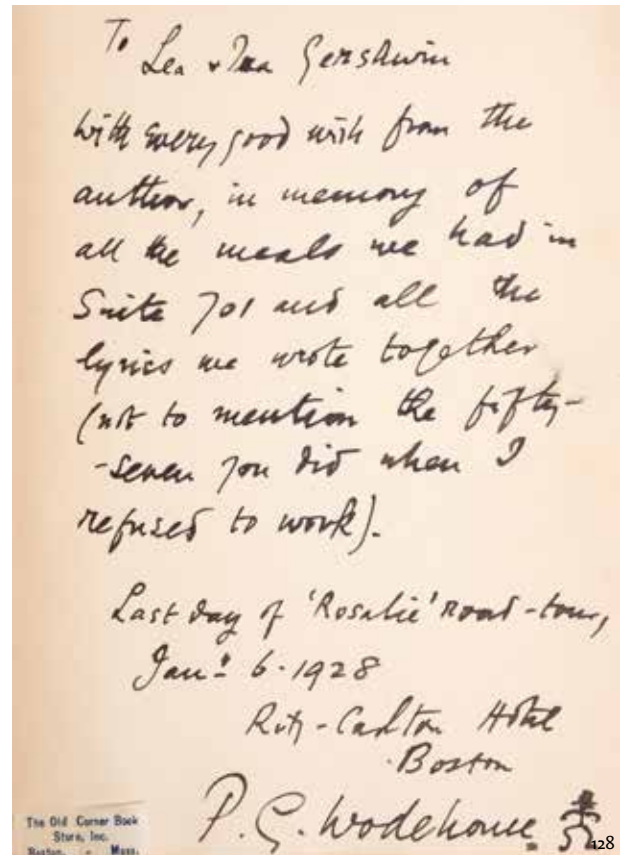 To
Lee & Ira Gershwin
with every good wish from the
author, in memory of
all the meals we had in
Suite 701 and all the
lyrics we wrote together
(not to mention the fifty-
-seven you did when I
refused to work).
Last day of 'Rosalie' road-tour,
Jan: 6. 1928
Ritz-Carlton Hotel
Boston
P. G. Wodehouse
The Old Corner Book
Store, Inc.
Boston, - Mass.
128